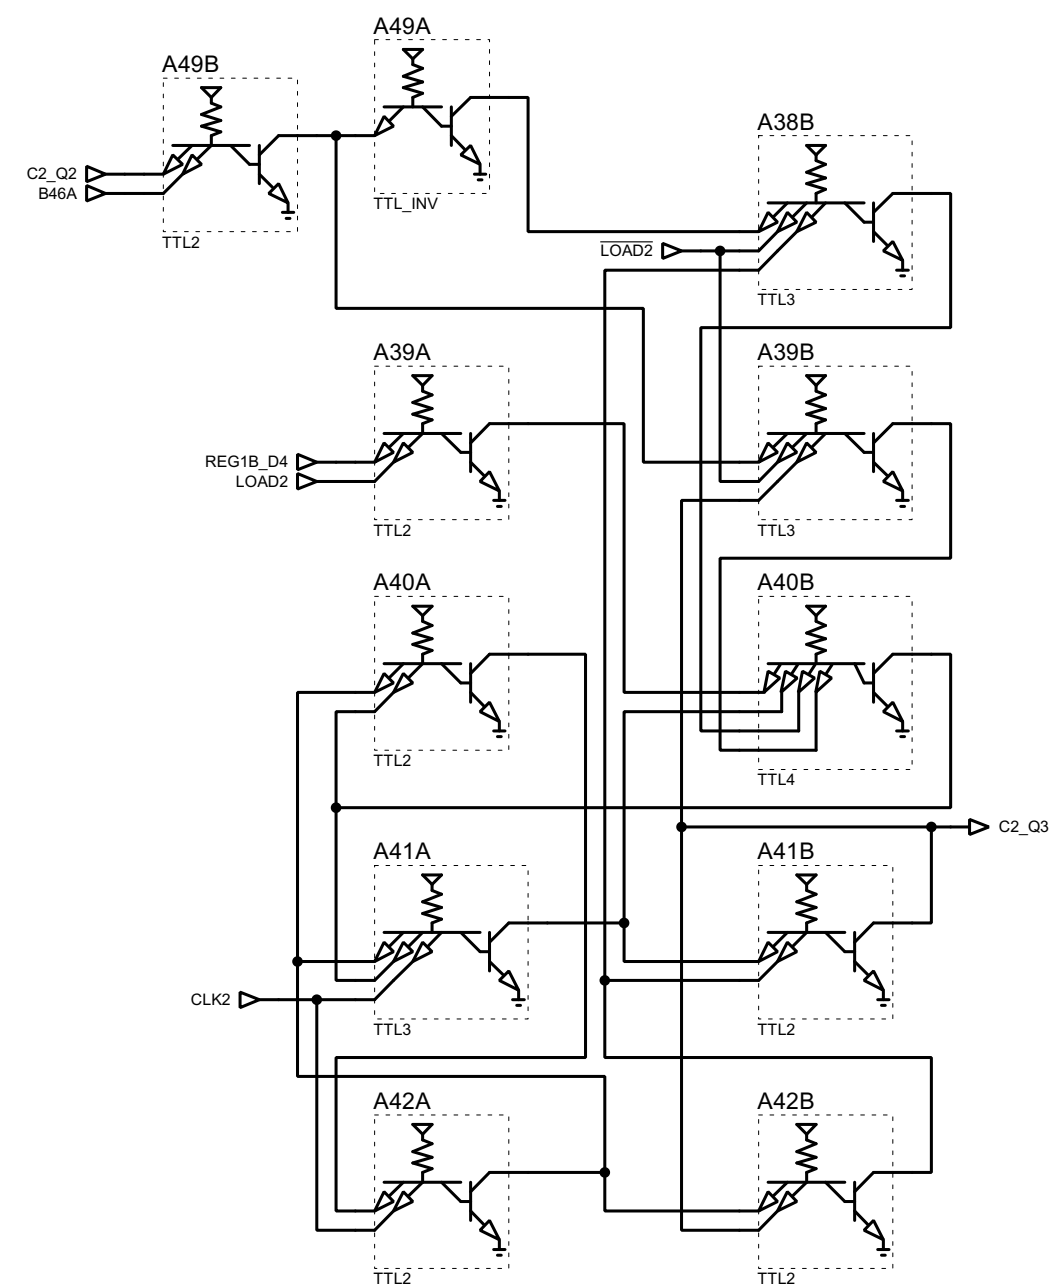 A49A
A49B
A38B
C2_Q2
B46A
TTL_INV
TTL2
LOAD2
TTL3
A39A
A39B
REG1B_D4
LOAD2
TTL2
TTL3
A40A
A40B
TTL2
TTL4
C2_Q3
A41A
A41B
CLK2
TTL3
TTL2
A42A
A42B
TTL2
TTL2